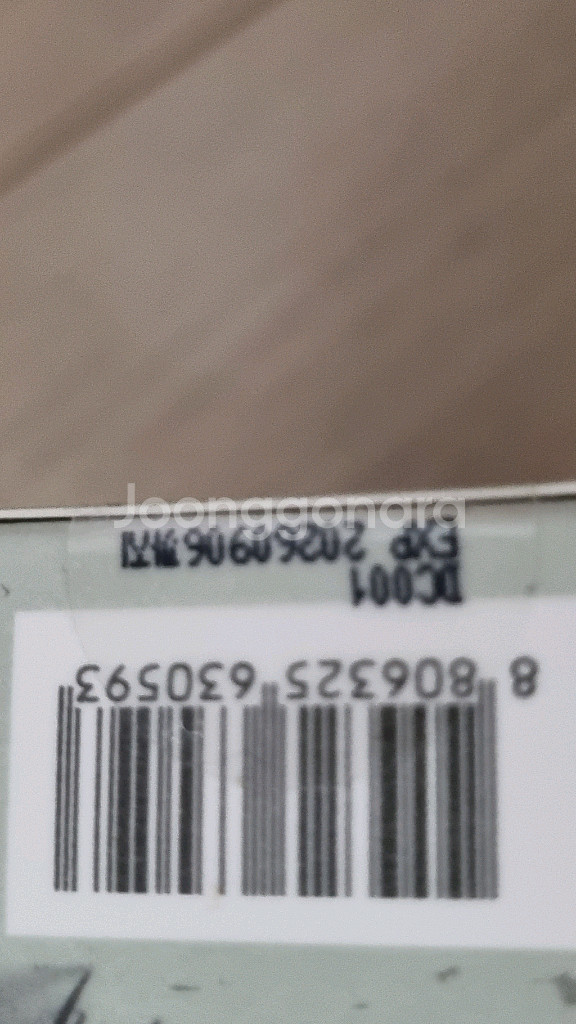 Joonggonara
DC001
EXP 20260906까지
8 806325 630593